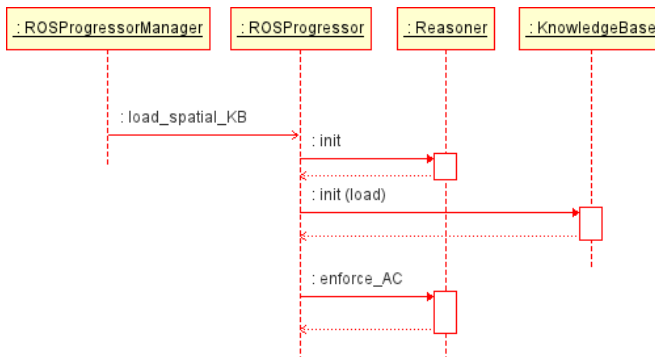 : ROSProgressorManager
: ROSProgressor
: Reasoner
: KnowledgeBase
: load_spatial_KB
: init
: init (load)
: enforce_AC